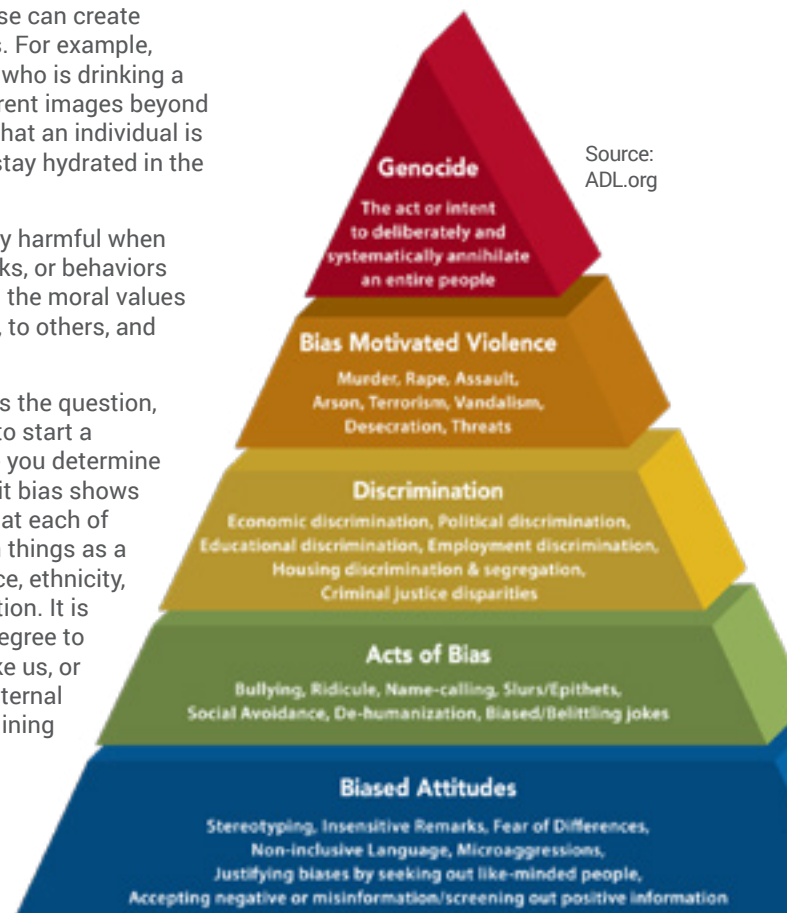 se can create
s. For example,
who is drinking a
rent images beyond
hat an individual is
stay hydrated in the
y harmful when
ks, or behaviors
the moral values
, to others, and
s the question,
to start a
you determine
it bias shows
at each of
things as a
ce, ethnicity,
tion. It is
egree to
ke us, or
ternal
ining
Source:
ADL.org
Genocide
The act or intent
to deliberately and
systematically annihilate
an entire people
Bias Motivated Violence
Murder, Rape, Assault,
Arson, Terrorism, Vandalism,
Desecration, Threats
Discrimination
Economic discrimination, Political discrimination,
Educational discrimination, Employment discrimination,
Housing discrimination & segregation,
Criminal justice disparities
Acts of Bias
Bullying, Ridicule, Name-calling, Slurs/Epithets,
Social Avoidance, De-humanization, Biased/Belittling jokes
Biased Attitudes
Stereotyping, Insensitive Remarks, Fear of Differences,
Non-inclusive Language, Microaggressions,
Justifying biases by seeking out like-minded people,
Accepting negative or misinformation/screening out positive information